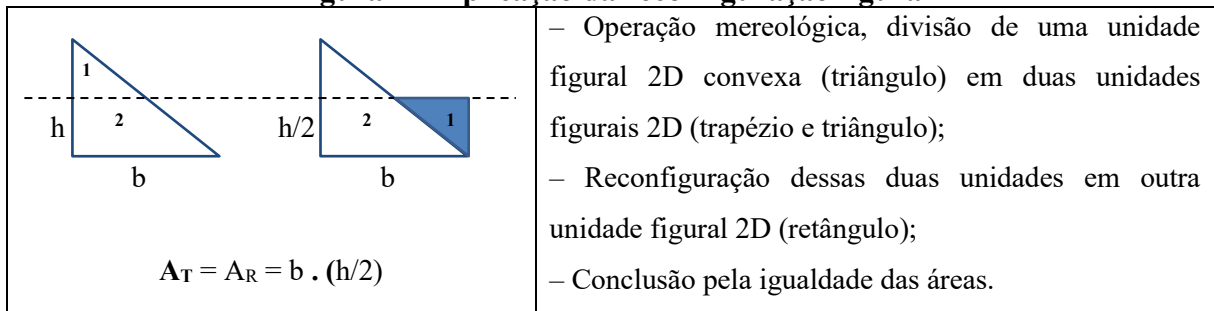 1
2
h
b
h/2
2
1
b
A_T = A_R = b . (h/2)
– Operação mereológica, divisão de uma unidade
figural 2D convexa (triângulo) em duas unidades
figurais 2D (trapézio e triângulo);
– Reconfiguração dessas duas unidades em outra
unidade figural 2D (retângulo);
– Conclusão pela igualdade das áreas.